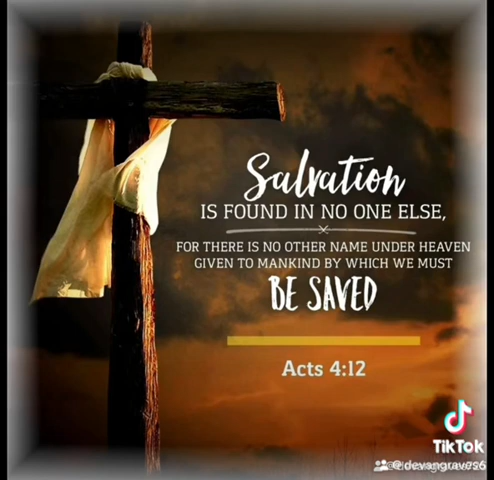 Salvation
IS FOUND IN NO ONE ELSE,
FOR THERE IS NO OTHER NAME UNDER HEAVEN
GIVEN TO MANKIND BY WHICH WE MUST
BE SAVED
Acts 4:12
TikTok